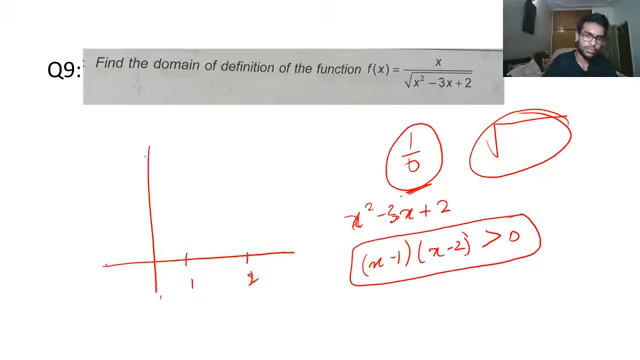 Q9:
Find the domain of definition of the function f(x) = x / √(x² − 3x + 2)
1/0
√
x² − 3x + 2
(x − 1) (x − 2) > 0
1 2